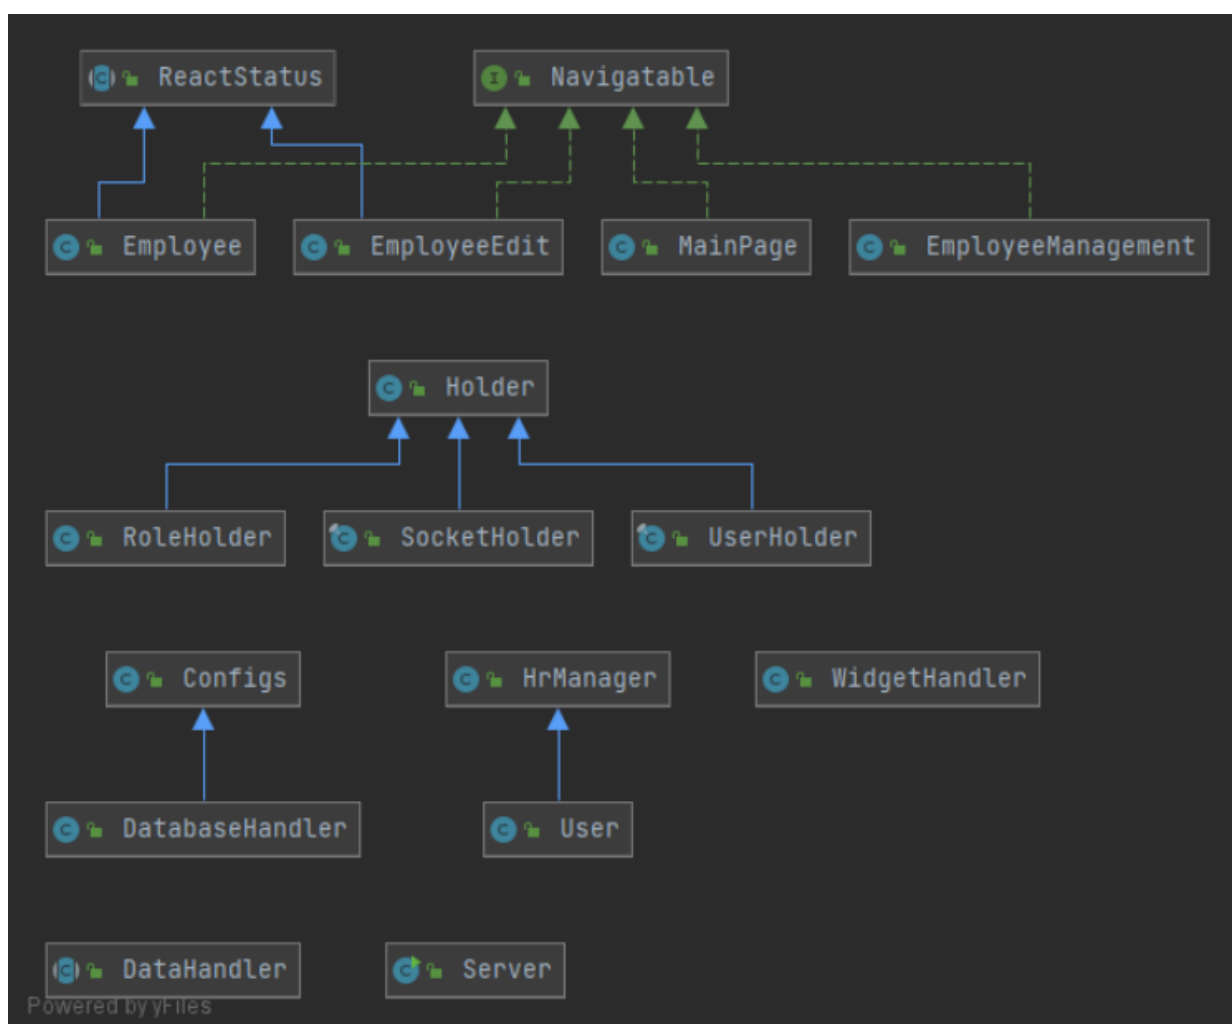 ReactStatus Navigatable
Employee EmployeeEdit MainPage EmployeeManagement
Holder
RoleHolder SocketHolder UserHolder
Configs HrManager WidgetHandler
DatabaseHandler User
DataHandler Server
Powered by yFiles